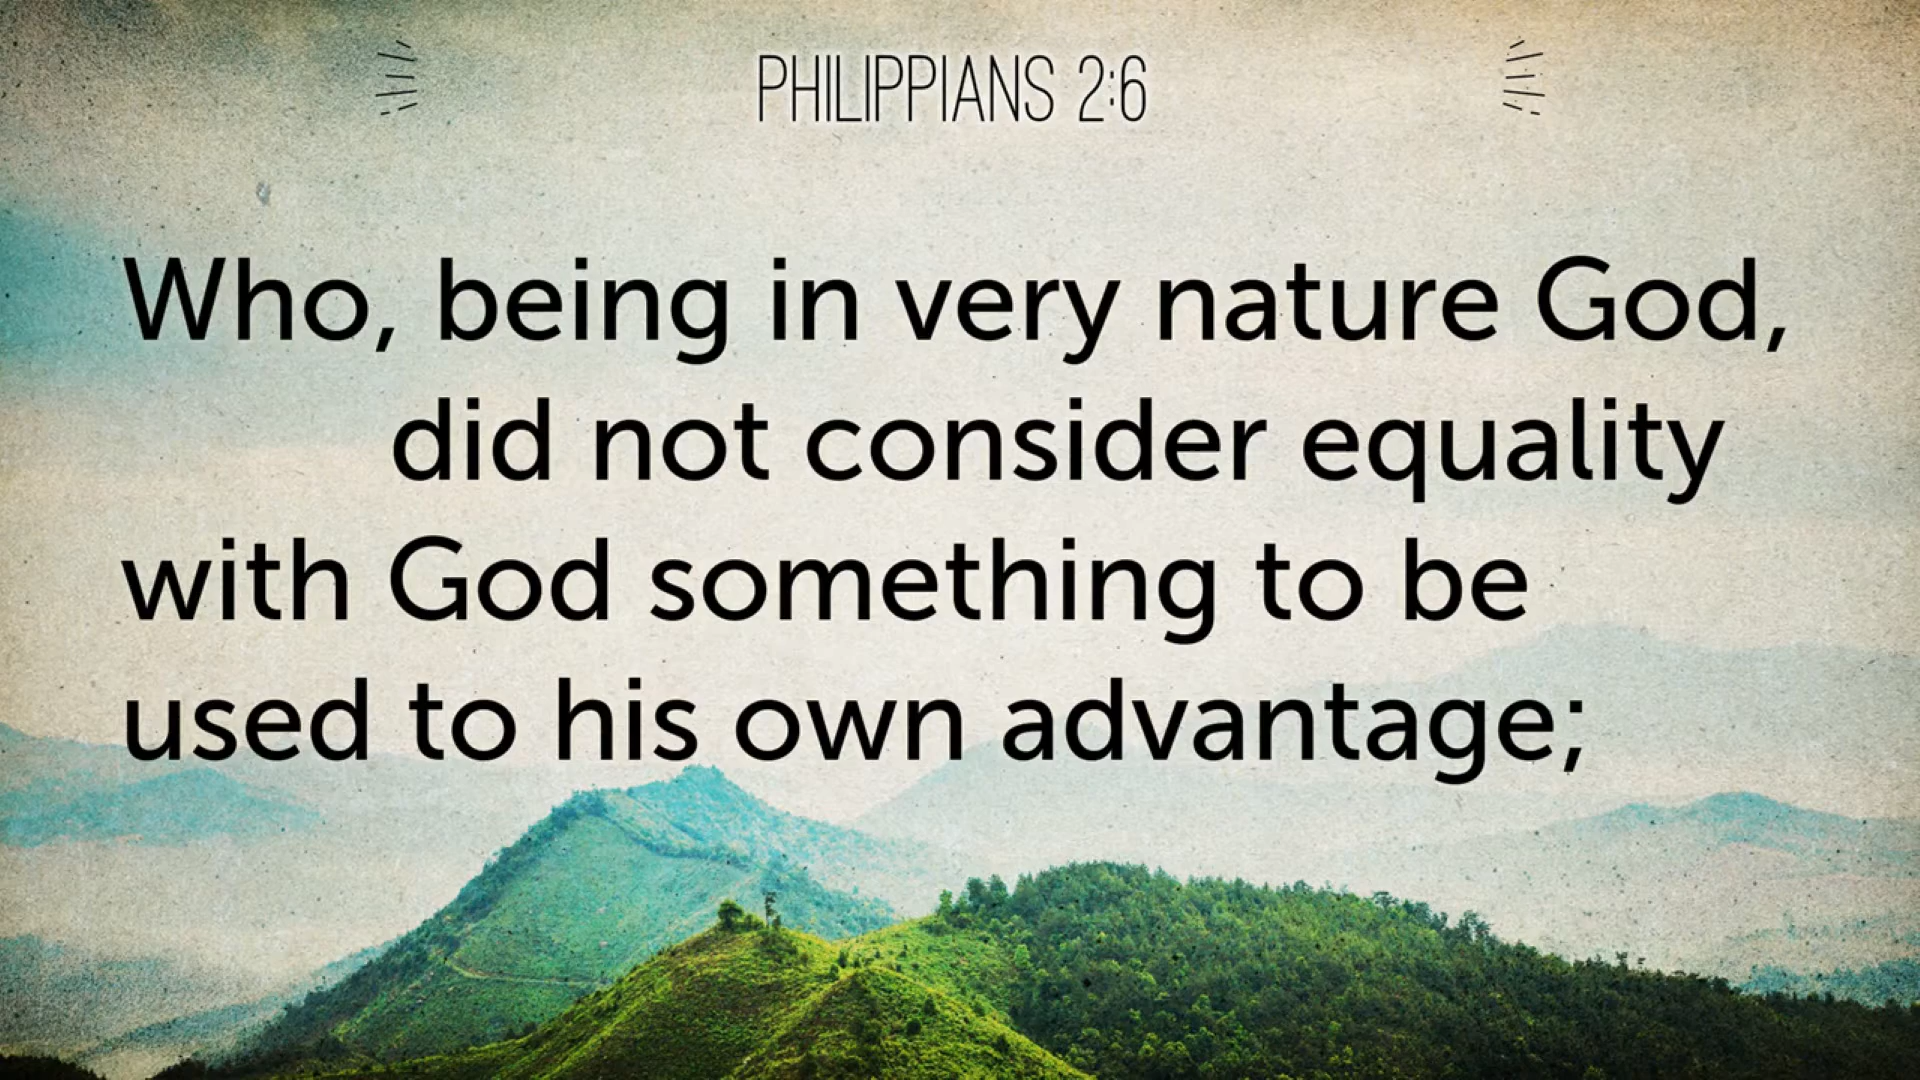 PHILIPPIANS 2:6
Who, being in very nature God,
did not consider equality
with God something to be
used to his own advantage;